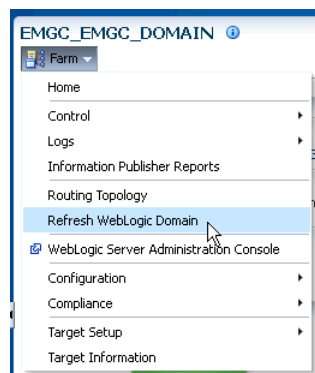 EMGC_EMGC_DOMAIN
Farm
Home
Control
Logs
Information Publisher Reports
Routing Topology
Refresh WebLogic Domain
WebLogic Server Administration Console
Configuration
Compliance
Target Setup
Target Information